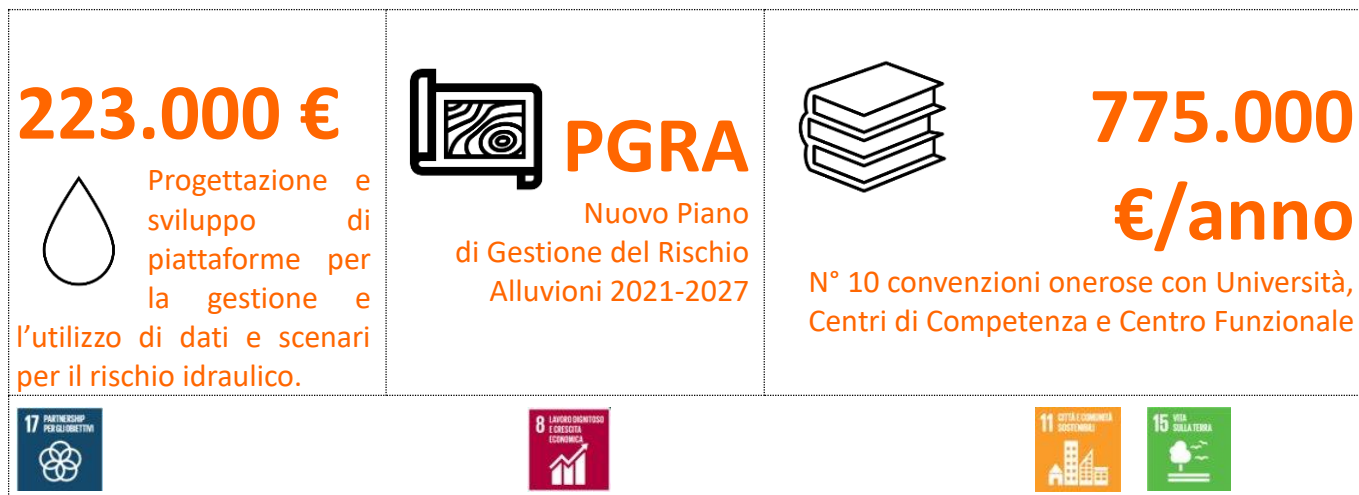 223.000 €
Progettazione e
sviluppo di
piattaforme per
la gestione e
l'utilizzo di dati e scenari
per il rischio idraulico.
PGRA
Nuovo Piano
di Gestione del Rischio
Alluvioni 2021-2027
775.000
€/anno
N° 10 convenzioni onerose con Università,
Centri di Competenza e Centro Funzionale
17 PARTNERSHIP
PER GLI OBIETTIVI
8 LAVORO DIGNITOSO
E CRESCITA
ECONOMICA
11 CITTÀ E COMUNITÀ
SOSTENIBILI
15 VITA
SULLA TERRA